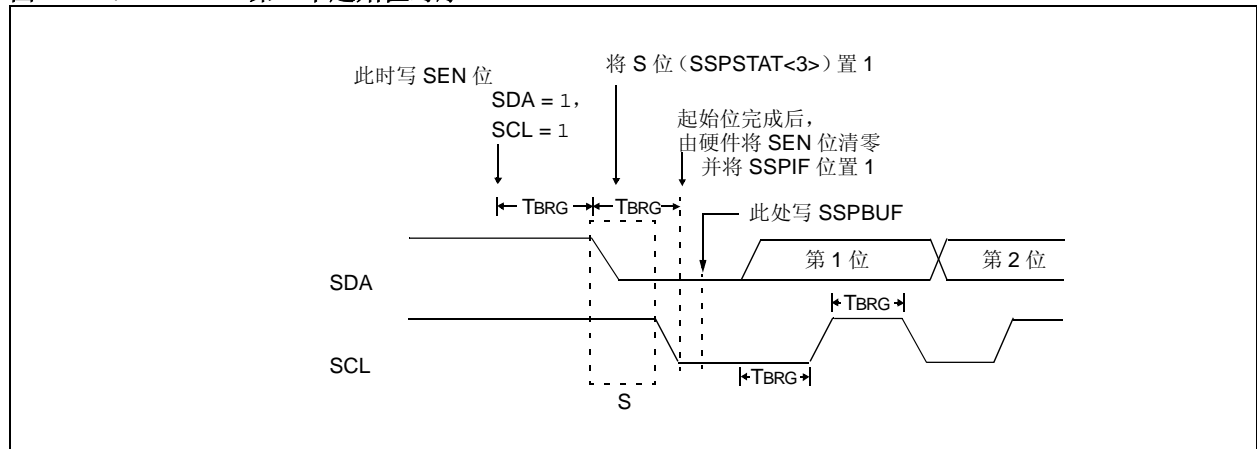 此时写 SEN 位
将 S 位（SSPSTAT<3>）置 1
SDA = 1，
SCL = 1
起始位完成后，
由硬件将 SEN 位清零
并将 SSPIF 位置 1
TBRG
TBRG
此处写 SSPBUF
SDA
第 1 位
第 2 位
TBRG
SCL
TBRG
S